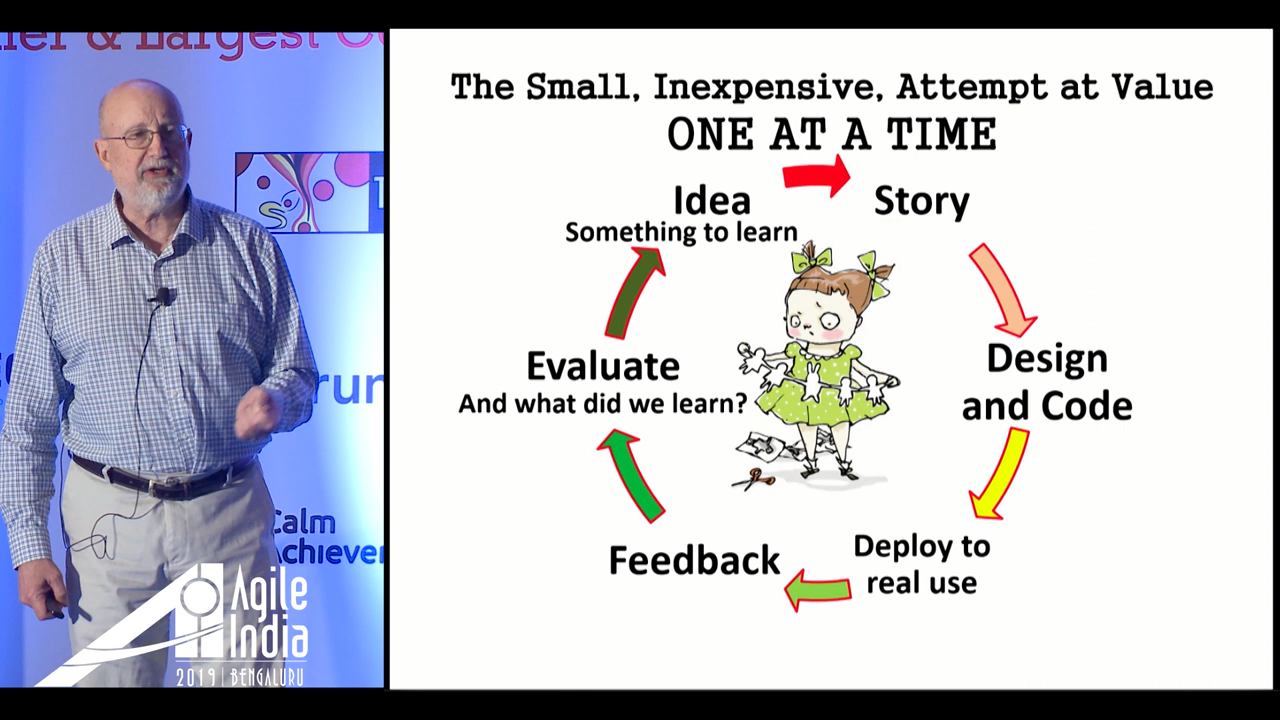 & Largest
The Small, Inexpensive, Attempt at Value
ONE AT A TIME
Idea
Something to learn
Story
Design
and Code
Deploy to
real use
Feedback
Evaluate
And what did we learn?
Calm
Achiever
Agile
India
2019 | BENGALURU